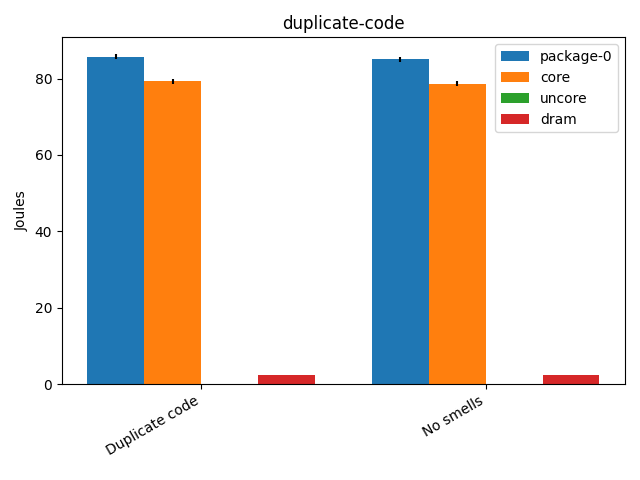 duplicate-code
package-0
core
uncore
dram
Joules
80
60
40
20
0
Duplicate code
No smells